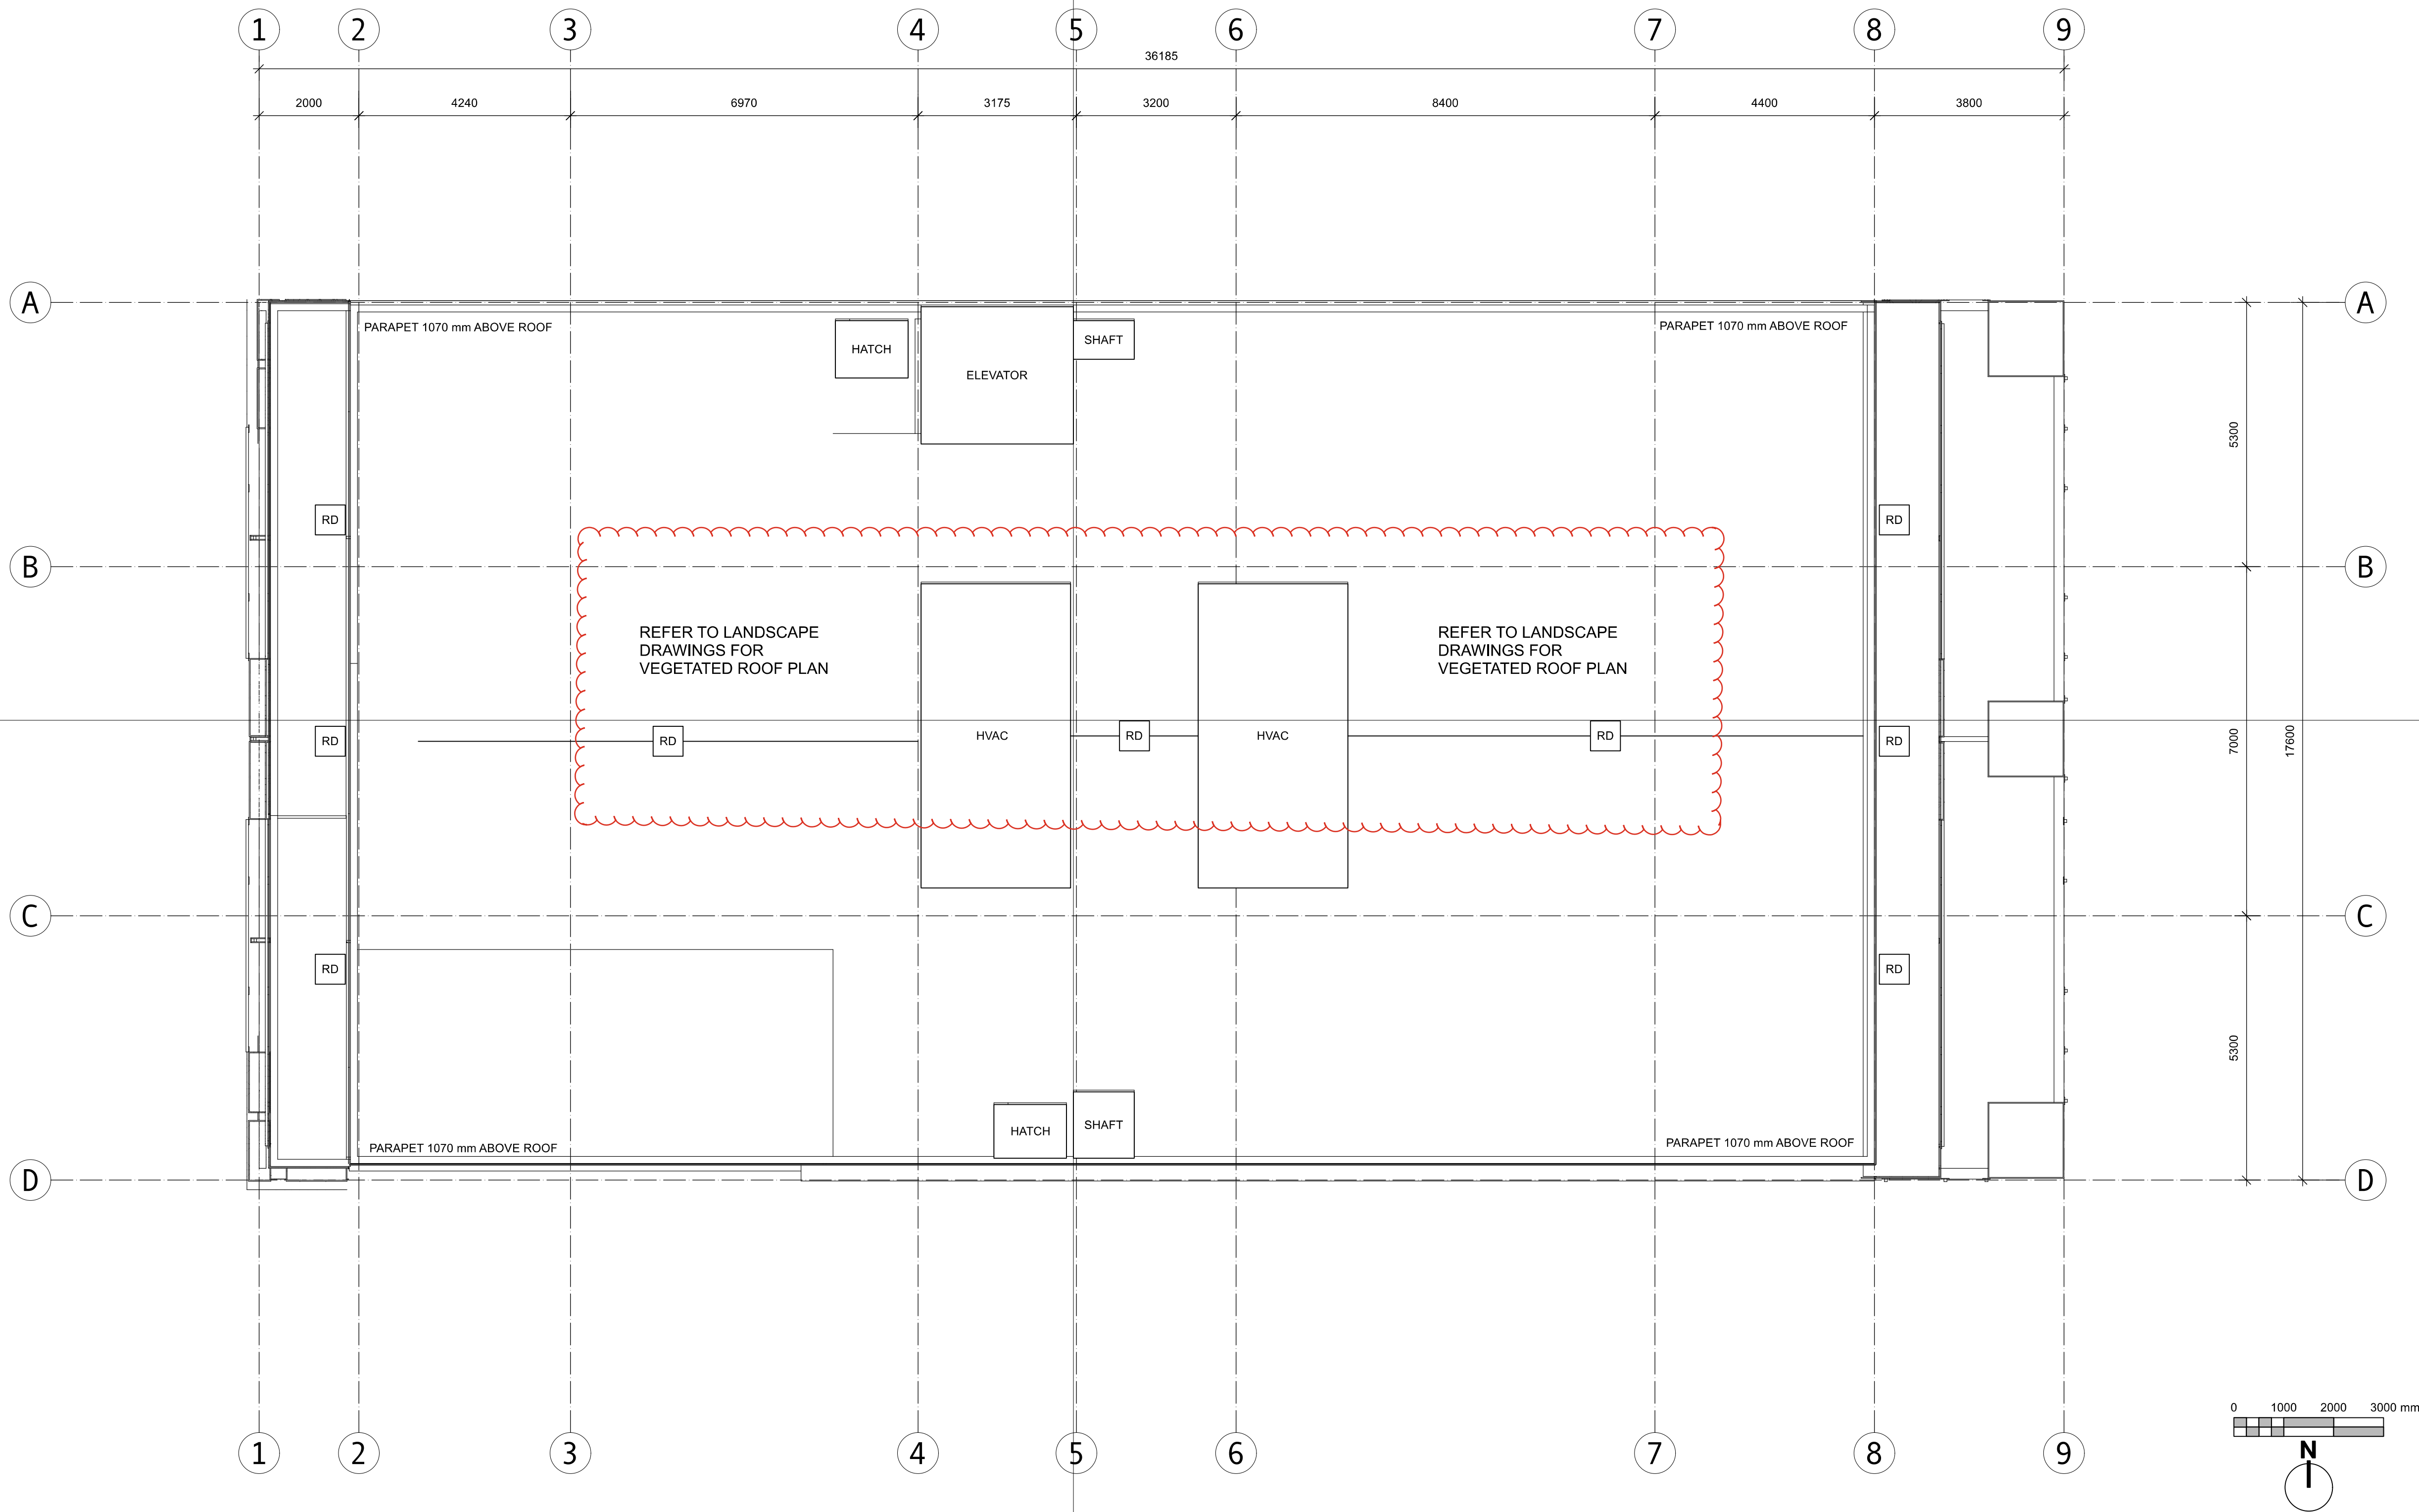 1 2 3 4 5 6 7 8 9
36185
2000 4240 6970 3175 3200 8400 4400 3800
A A
PARAPET 1070 mm ABOVE ROOF
PARAPET 1070 mm ABOVE ROOF
HATCH
ELEVATOR
SHAFT
5300
RD
RD
B B
REFER TO LANDSCAPE
DRAWINGS FOR
VEGETATED ROOF PLAN
REFER TO LANDSCAPE
DRAWINGS FOR
VEGETATED ROOF PLAN
RD
RD
HVAC
RD
HVAC
RD
RD
7000
17600
C C
RD
RD
5300
HATCH
SHAFT
PARAPET 1070 mm ABOVE ROOF
PARAPET 1070 mm ABOVE ROOF
D D
0 1000 2000 3000 mm
N
1 2 3 4 5 6 7 8 9